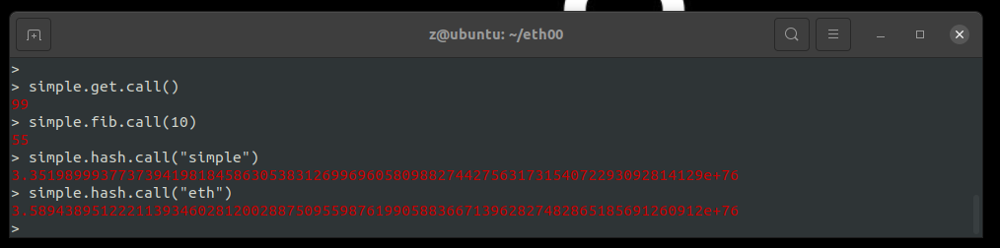 z@ubuntu: ~/eth00
>
> simple.get.call()
99
> simple.fib.call(10)
55
> simple.hash.call("simple")
3.3519899937737394198184586305383126996960580988274427563173154072293092814129e+76
> simple.hash.call("eth")
3.5894389512221139346028120028875095598761990588366713962827482865185691260912e+76
>